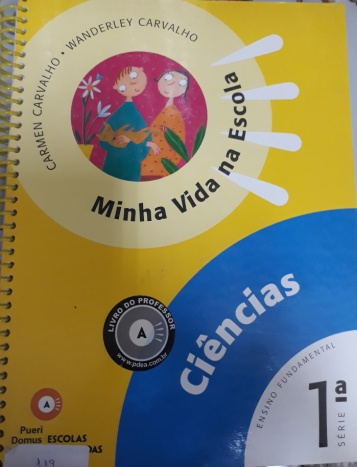 CARMEN CARVALHO • WANDERLEY CARVALHO
Minha Vida na Escola
LIVRO DO PROFESSOR
A
www.pdea.com.br
Ciências
ENSINO FUNDAMENTAL
1ª
SÉRIE
A
Pueri
Domus ESCOLAS